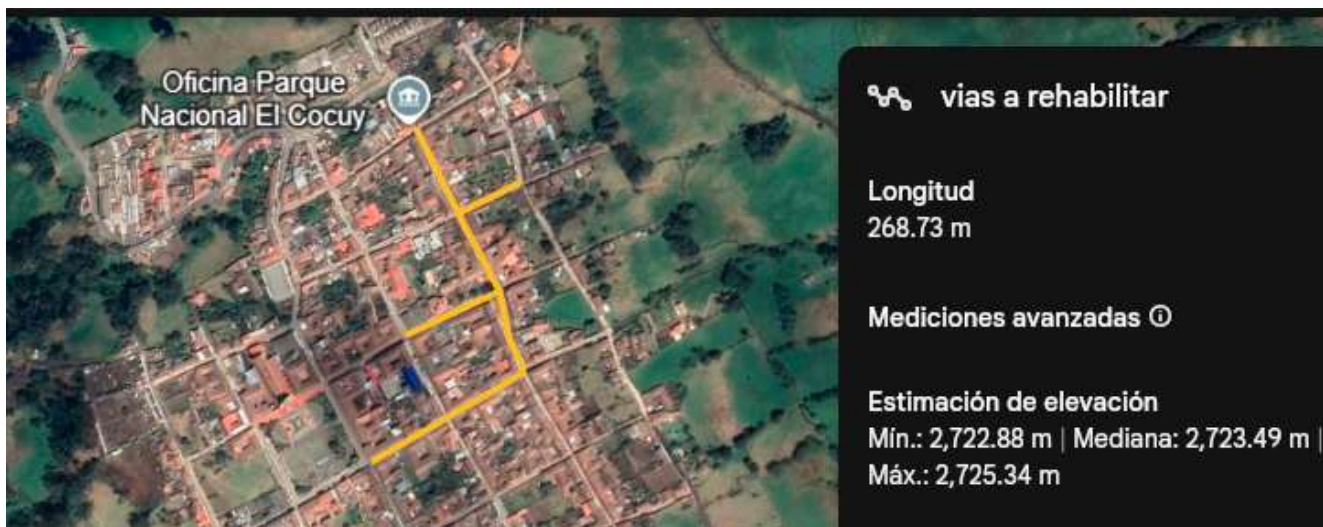 Oficina Parque
Nacional El Cocuy
vias a rehabilitar
Longitud
268.73 m
Mediciones avanzadas
Estimación de elevación
Mín.: 2,722.88 m | Mediana: 2,723.49 m |
Máx.: 2,725.34 m